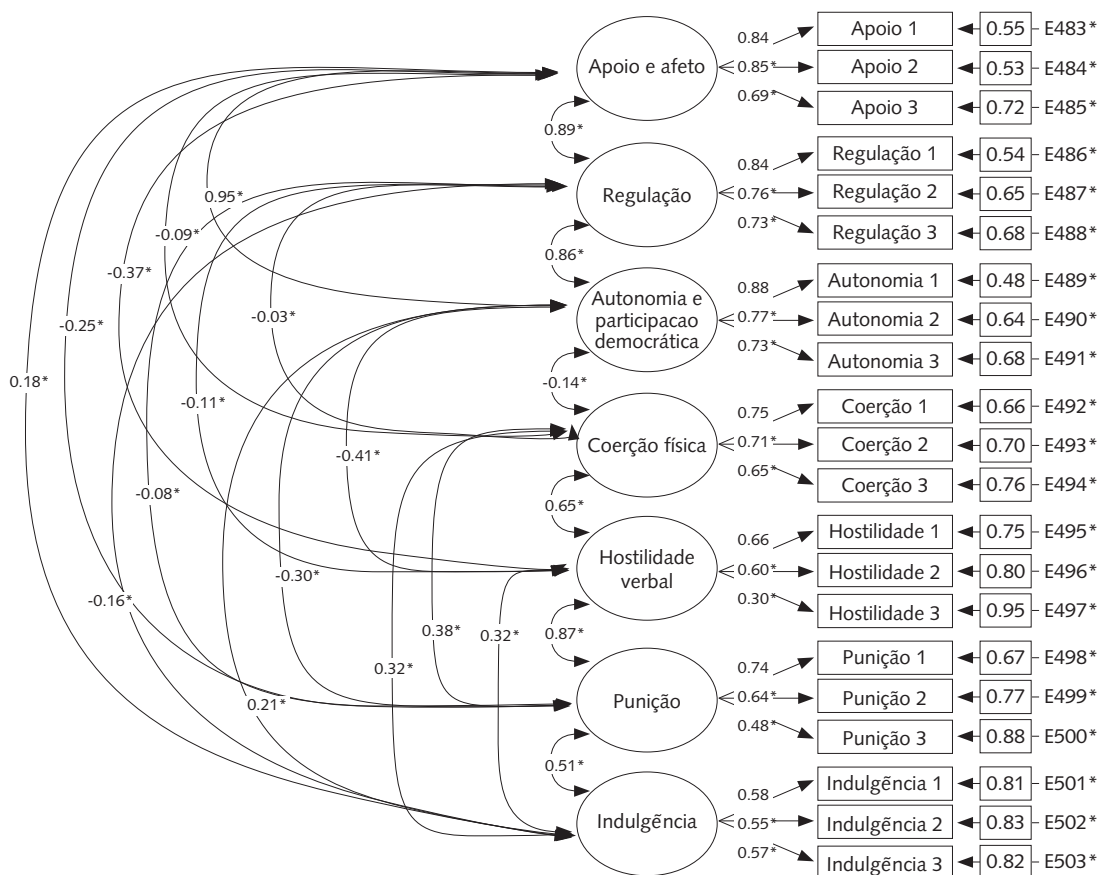 0.84
Apoio 1
0.55
E483*
Apoio e afeto
0.85*
Apoio 2
0.53
E484*
0.69*
Apoio 3
0.72
E485*
0.89*
0.84
Regulação 1
0.54
E486*
Regulação
0.76*
Regulação 2
0.65
E487*
0.73*
Regulação 3
0.68
E488*
0.95*
-0.09*
0.86*
-0.37*
0.88
Autonomia 1
0.48
E489*
Autonomia e
participacao
democrática
0.77*
Autonomia 2
0.64
E490*
0.73*
Autonomia 3
0.68
E491*
-0.03*
-0.25*
0.18*
-0.14*
-0.11*
0.75
Coerção 1
0.66
E492*
Coerção física
0.71*
Coerção 2
0.70
E493*
0.65*
Coerção 3
0.76
E494*
-0.41*
-0.08*
0.65*
0.66
Hostilidade 1
0.75
E495*
Hostilidade
verbal
0.60*
Hostilidade 2
0.80
E496*
0.30*
Hostilidade 3
0.95
E497*
-0.30*
-0.16*
0.38*
0.32*
0.87*
0.32*
0.74
Punição 1
0.67
E498*
Punição
0.64*
Punição 2
0.77
E499*
0.48*
Punição 3
0.88
E500*
0.21*
0.51*
0.58
Indulgẽncia 1
0.81
E501*
Indulgẽncia
0.55*
Indulgẽncia 2
0.83
E502*
0.57*
Indulgẽncia 3
0.82
E503*